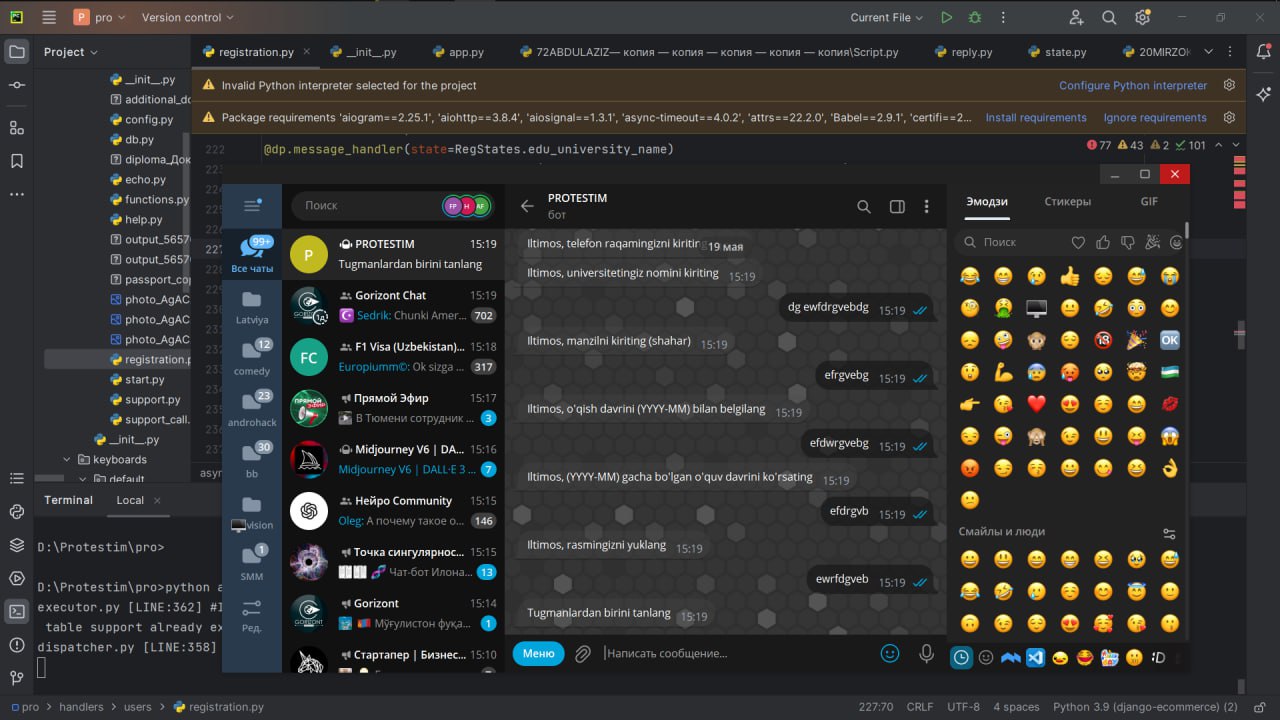 pro
Version control
Current File
Project
registration.py
__init__.py
app.py
72ABDULAZIZ— копия — копия — копия — копия — копия\Script.py
reply.py
state.py
20MIRZO
Invalid Python interpreter selected for the project
Configure Python interpreter
Package requirements 'aiogram==2.25.1', 'aiohttp==3.8.4', 'aiosignal==1.3.1', 'async-timeout==4.0.2', 'attrs==22.2.0', 'Babel==2.9.1', 'certifi==2...
Install requirements
Ignore requirements
222
@dp.message_handler(state=RegStates.edu_university_name)
77 43 2 101
__init__.py
additional_do
config.py
db.py
diploma_Док
echo.py
functions.py
help.py
output_5657
output_5657
passport_co
photo_AgAC
photo_AgAC
photo_AgAC
registration.p
start.py
support.py
support_call.
__init__.py
keyboards
default
227
asyn
99+
Все чаты
Latviya
12
comedy
23
androhack
30
bb
vision
1
SMM
Ред.
Поиск
FP H AF
P
PROTESTIM 15:19
Tugmanlardan birini tanlang
Gorizont Chat 15:19
Sedrik: Chunki Amer... 702
FC
F1 Visa (Uzbekistan)... 15:18
Europiumm©: Ok sizga ... 317
Прямой Эфир 15:17
В Тюмени сотрудник ... 3
Midjourney V6 | DA... 15:16
Midjourney V6 | DALL·E 3 ... 7
Нейро Community 15:15
Oleg: А почему такое о... 146
Точка сингулярнос... 15:15
Чат-бот Илона... 13
Gorizont 15:14
Мўғулистон фуқа... 1
Стартапер | Бизнес... 15:10
PROTESTIM
бот
Iltimos, telefon raqamingizni kiritin
19 мая
Iltimos, universitetingiz nomini kiriting 15:19
dg ewfdrgvebdg 15:19
Iltimos, manzilni kiriting (shahar) 15:19
efrgvebg 15:19
Iltimos, o'qish davrini (YYYY-MM) bilan belgilang 15:19
efdwrgvebg 15:19
Iltimos, (YYYY-MM) gacha bo'lgan o'quv davrini ko'rsating 15:19
efdrgvb 15:19
Iltimos, rasmingizni yuklang 15:19
ewrfdgveb 15:19
Tugmanlardan birini tanlang 15:19
Меню
Написать сообщение...
Эмодзи
Стикеры
GIF
Поиск
Смайлы и люди
Terminal
Local
D:\Protestim\pro>
D:\Protestim\pro>python a
executor.py [LINE:362] #I
table support already ex
dispatcher.py [LINE:358]
pro > handlers > users > registration.py
227:70
CRLF
UTF-8
4 spaces
Python 3.9 (django-ecommerce) (2)